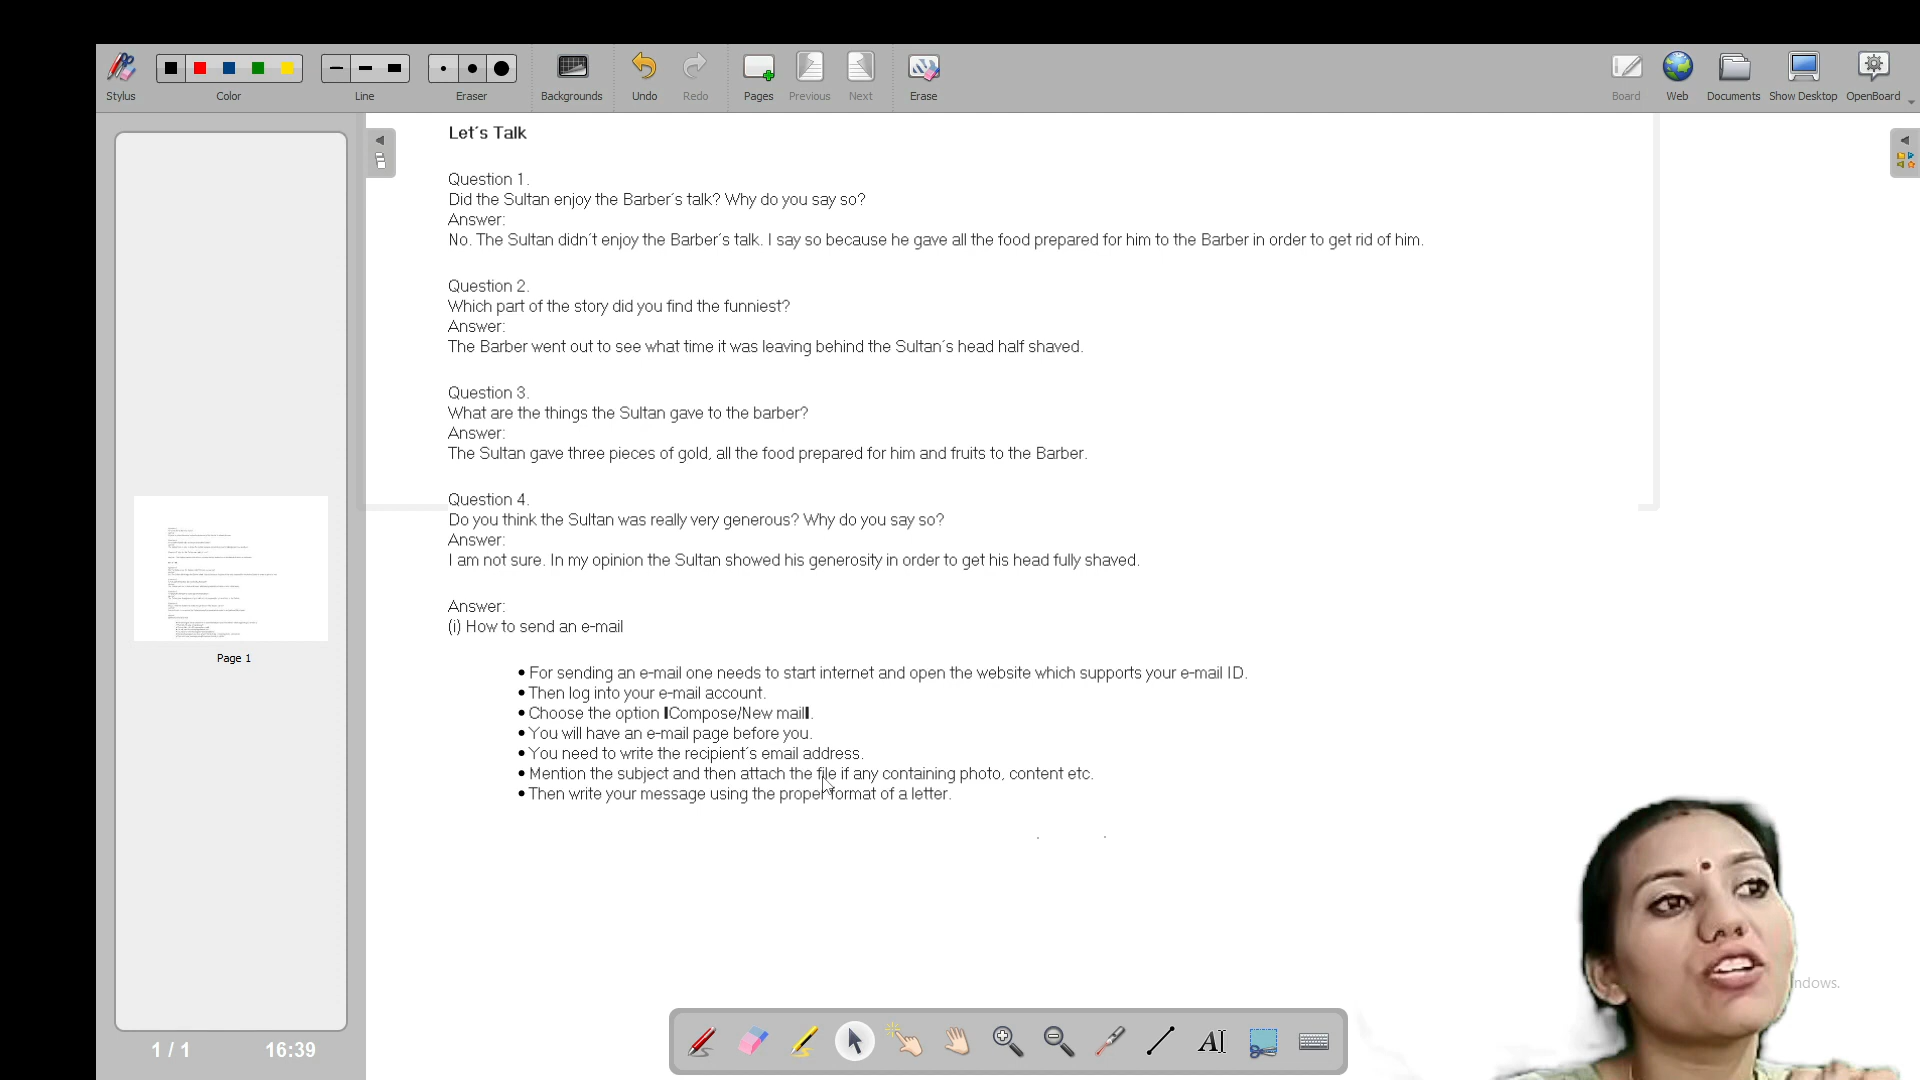 Stylus
Color
Line
Eraser
Backgrounds
Undo
Redo
Pages
Previous
Next
Erase
Board
Web
Documents
Show Desktop
OpenBoard
Let´s Talk
Question 1.
Did the Sultan enjoy the Barber´s talk? Why do you say so?
Answer:
No. The Sultan didn´t enjoy the Barber´s talk. I say so because he gave all the food prepared for him to the Barber in order to get rid of him.
Question 2.
Which part of the story did you find the funniest?
Answer:
The Barber went out to see what time it was leaving behind the Sultan´s head half shaved.
Question 3.
What are the things the Sultan gave to the barber?
Answer:
The Sultan gave three pieces of gold, all the food prepared for him and fruits to the Barber.
Question 4.
Do you think the Sultan was really very generous? Why do you say so?
Answer:
I am not sure. In my opinion the Sultan showed his generosity in order to get his head fully shaved.
Answer:
(i) How to send an e-mail
• For sending an e-mail one needs to start internet and open the website which supports your e-mail ID.
• Then log into your e-mail account.
• Choose the option ‖Compose/New mail‖.
• You will have an e-mail page before you.
• You need to write the recipient´s email address.
• Mention the subject and then attach the file if any containing photo, content etc.
• Then write your message using the proper format of a letter.
Page 1
1 / 1
16:39
ndows.